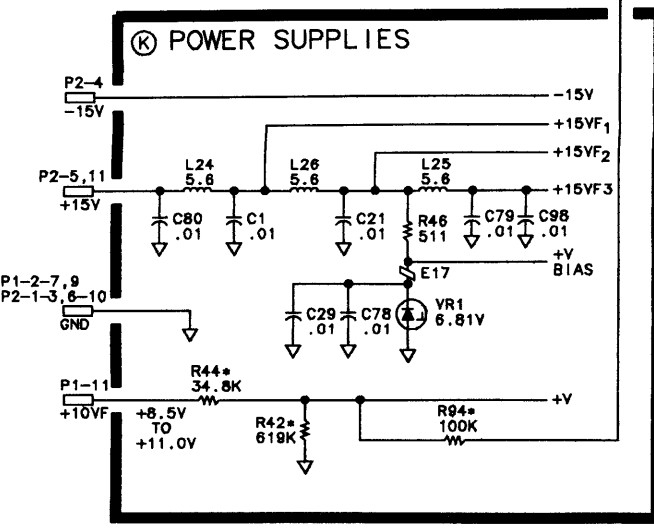 Ⓚ POWER SUPPLIES
P2-4
-15V
-15V
+15VF1
+15VF2
P2-5,11
+15V
L24
5.6
L26
5.6
L25
5.6
+15VF3
C80
.01
C1
.01
C21
.01
R46
511
C79
.01
C98
.01
+V
BIAS
E17
P1-2-7,9
P2-1-3,6-10
GND
C29
.01
C78
.01
VR1
6.81V
P1-11
+10VF
+8.5V
TO
+11.0V
R44*
34.8K
R42*
619K
+V
R94*
100K